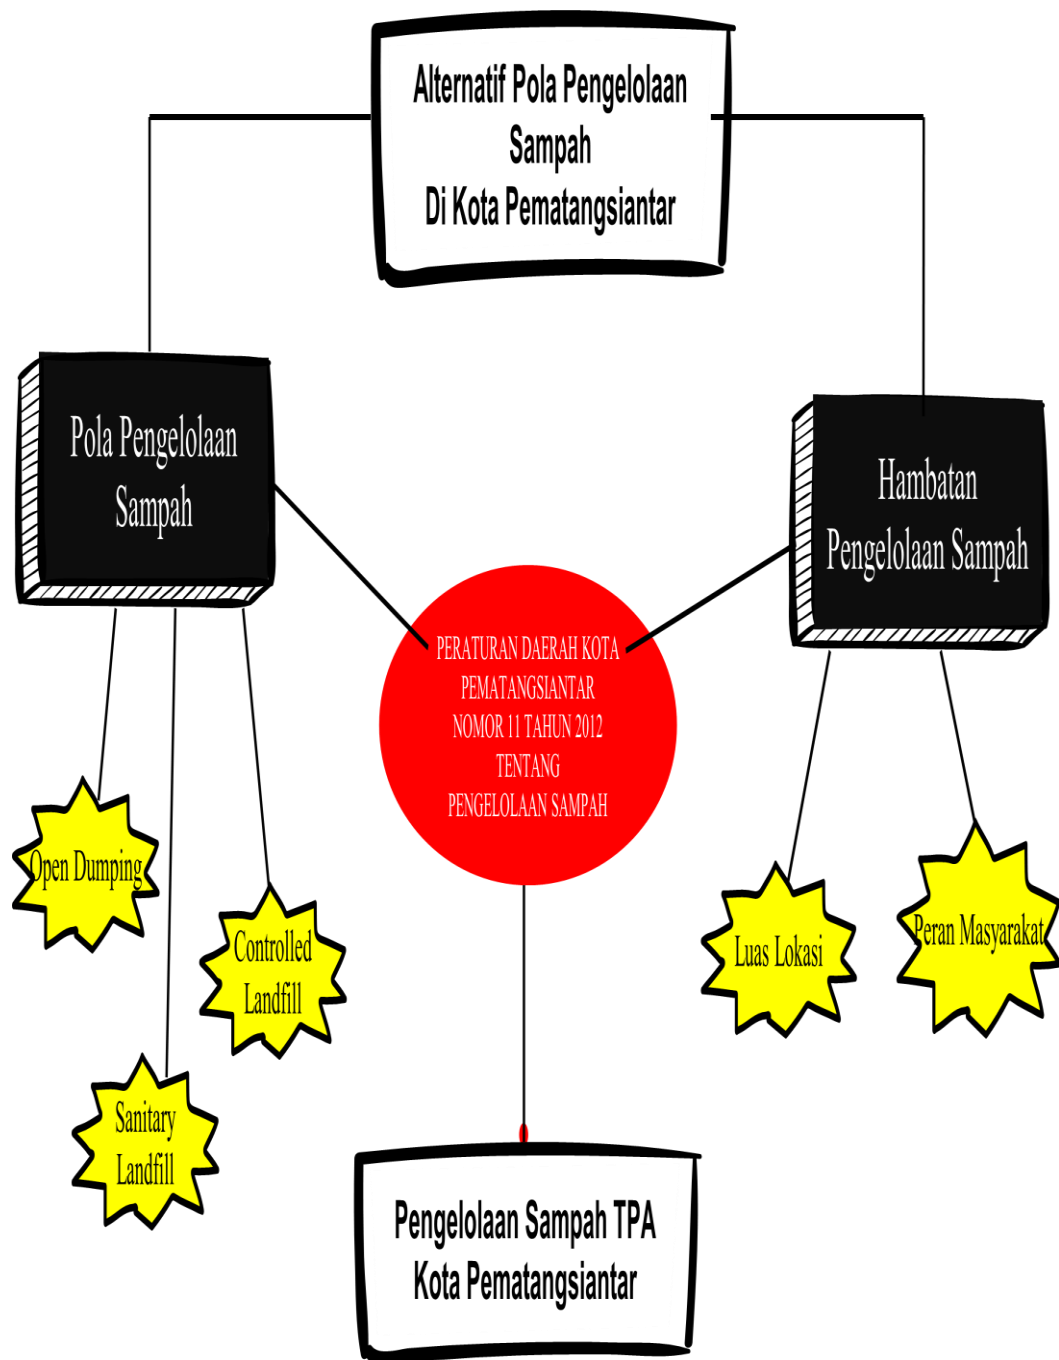 Alternatif Pola Pengelolaan
Sampah
Di Kota Pematangsiantar
Pola Pengelolaan
Sampah
Hambatan
Pengelolaan Sampah
PERATURAN DAERAH KOTA
PEMATANGSIANTAR
NOMOR 11 TAHUN 2012
TENTANG
PENGELOLAAN SAMPAH
Open Dumping
Controlled
Landfill
Sanitary
Landfill
Luas Lokasi
Peran Masyarakat
Pengelolaan Sampah TPA
Kota Pematangsiantar